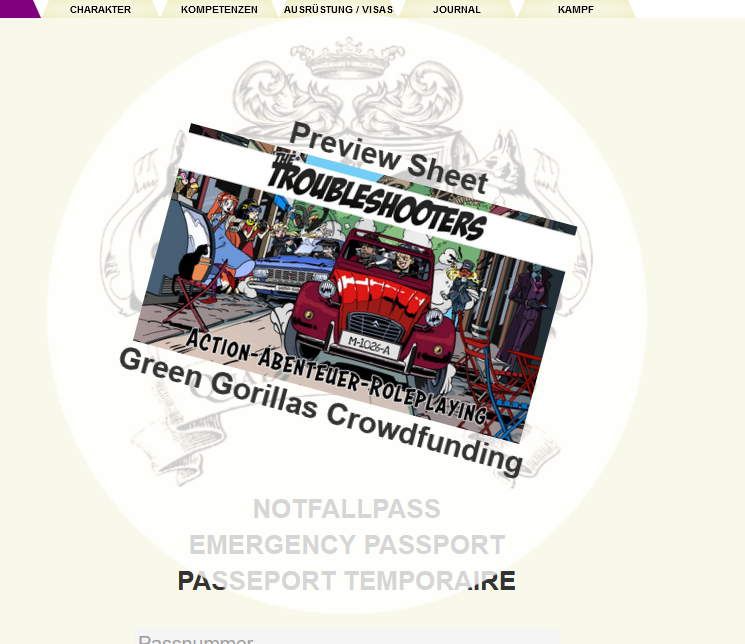 CHARAKTER
KOMPETENZEN
AUSRÜSTUNG / VISAS
JOURNAL
KAMPF
Preview Sheet
THE
TROUBLESHOOTERS
M-1026-A
ACTION-ABENTEUER-ROLEPLAYING
Green Gorillas Crowdfunding
NOTFALLPASS
EMERGENCY PASSPORT
PASSEPORT TEMPORAIRE
Passnummer